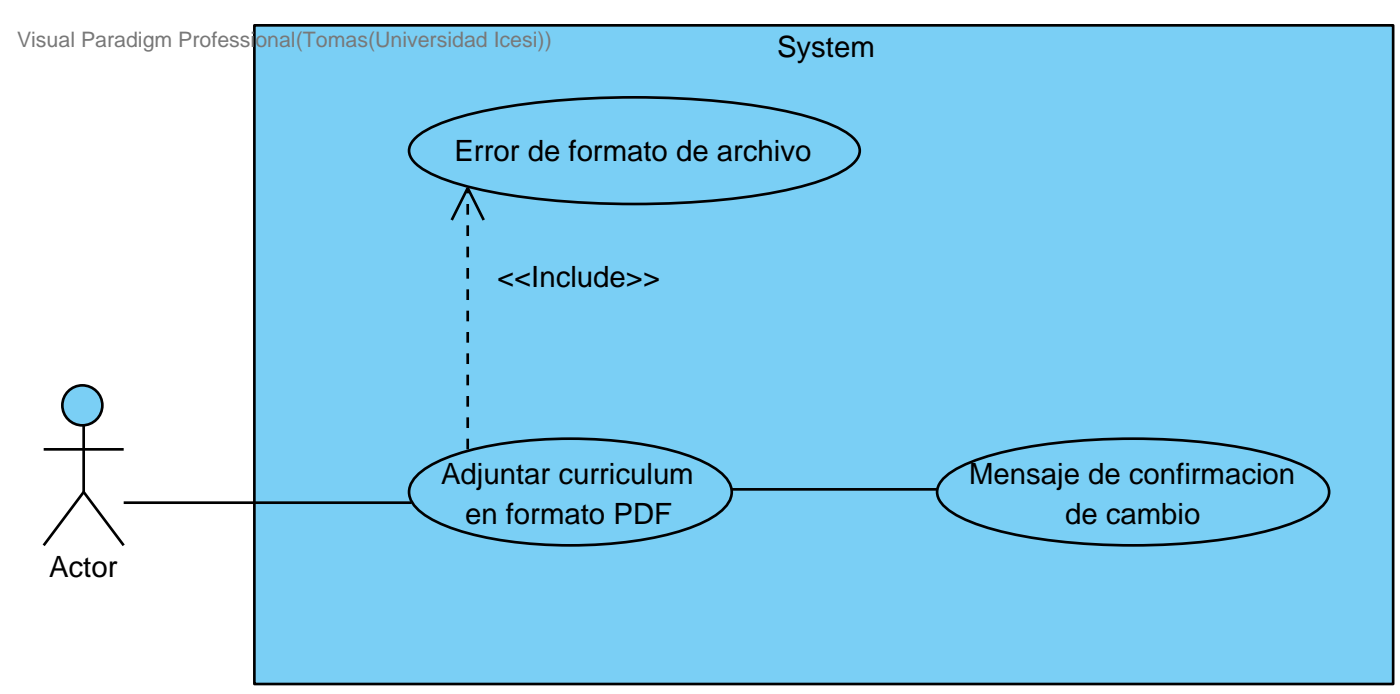 Visual Paradigm Professional(Tomas(Universidad Icesi))
System
Error de formato de archivo
<<Include>>
Adjuntar curriculum
en formato PDF
Mensaje de confirmacion
de cambio
Actor